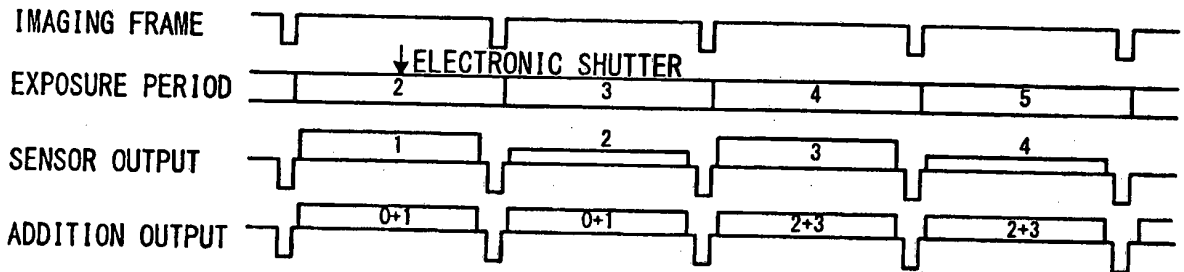 IMAGING FRAME
ELECTRONIC SHUTTER
EXPOSURE PERIOD 2 3 4 5
SENSOR OUTPUT 1 2 3 4
ADDITION OUTPUT 0+1 0+1 2+3 2+3